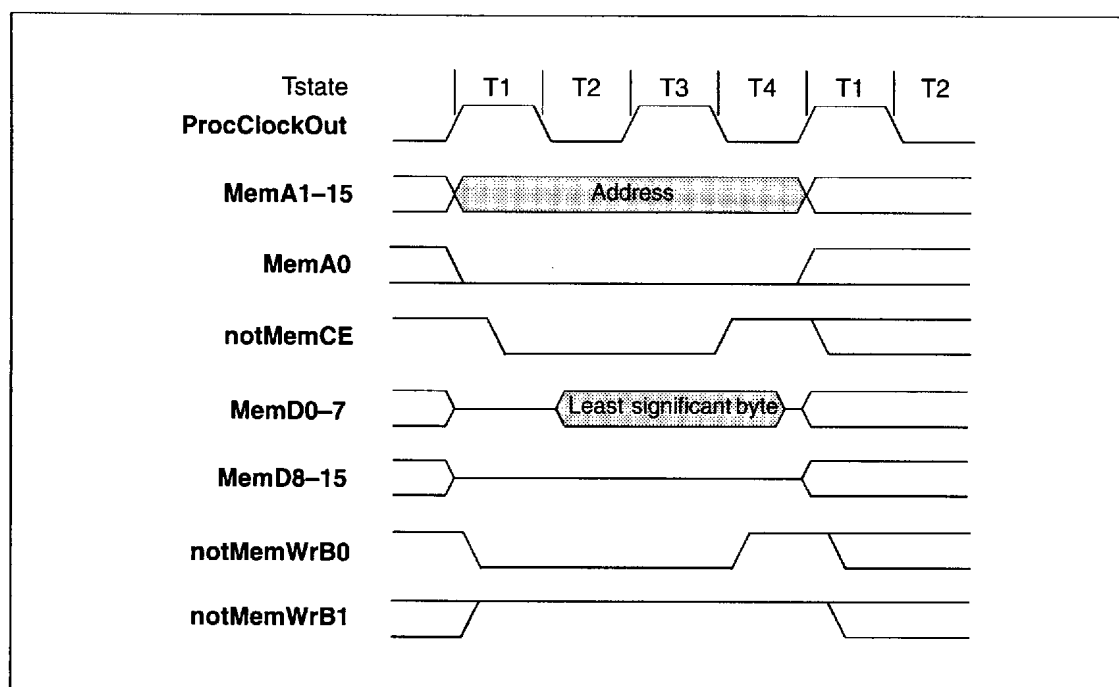 Tstate T1 T2 T3 T4 T1 T2
ProcClockOut
MemA1–15 Address
MemA0
notMemCE
MemD0–7 Least significant byte
MemD8–15
notMemWrB0
notMemWrB1